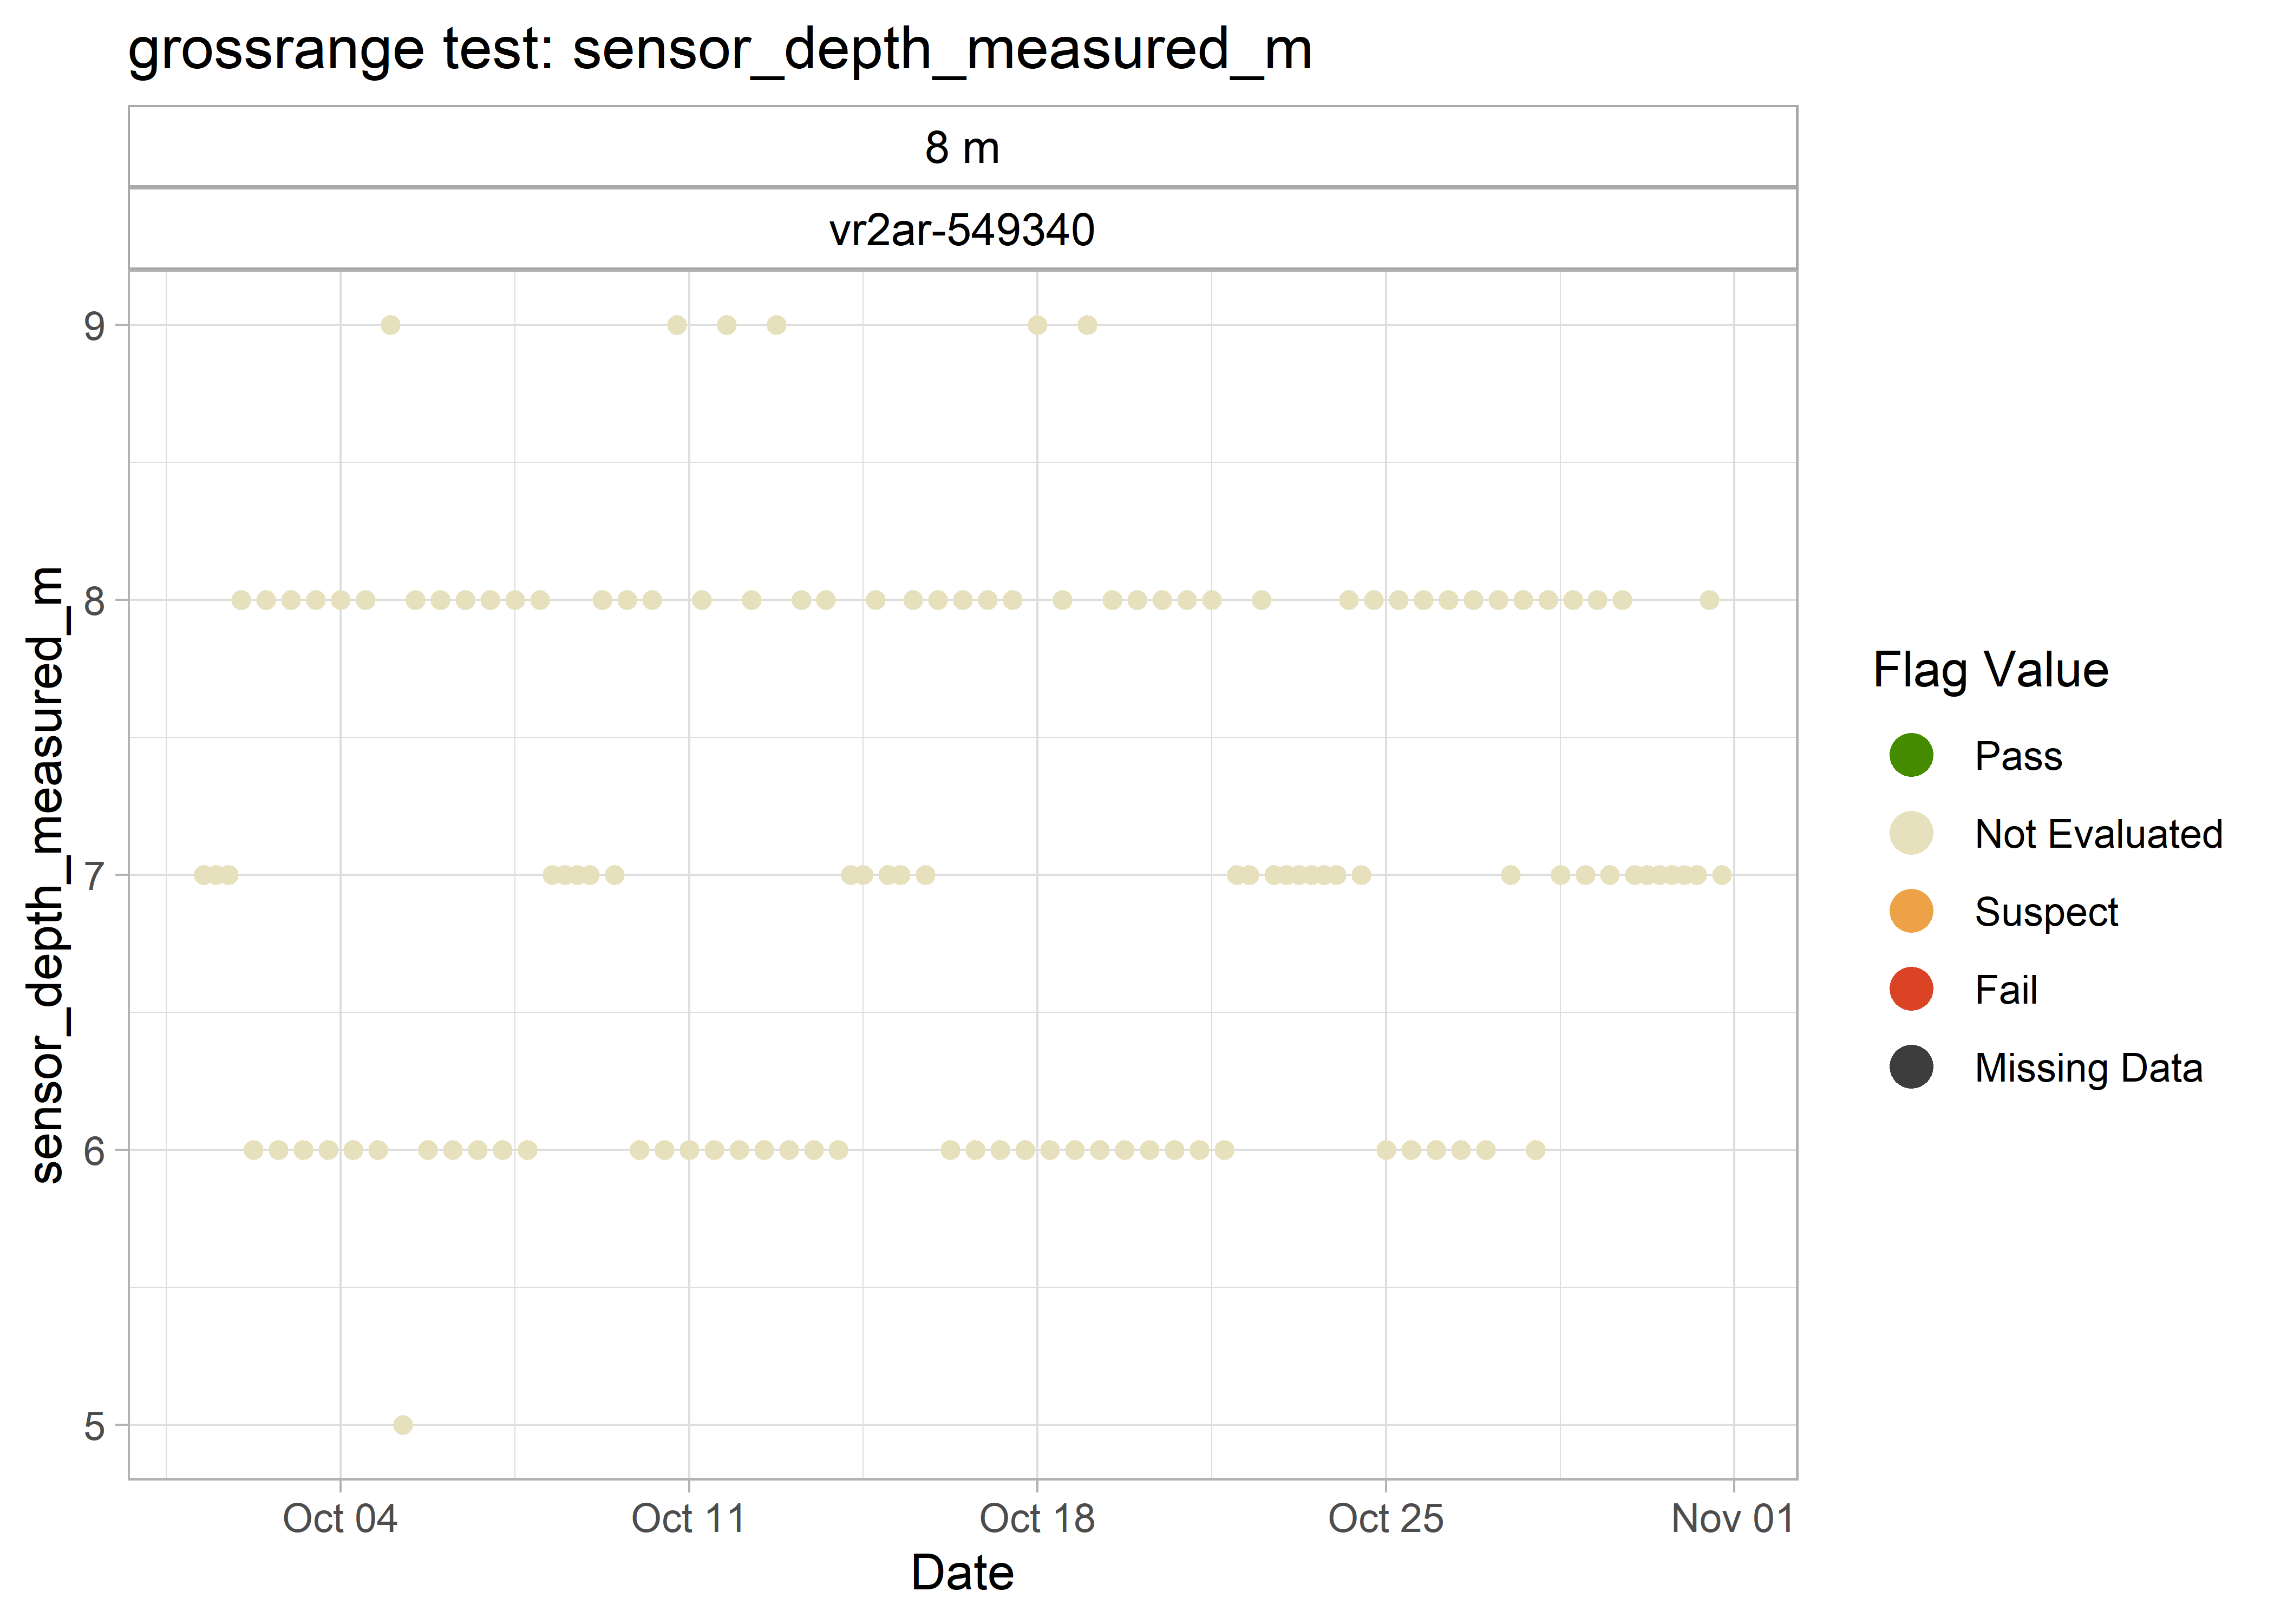 grossrange test: sensor_depth_measured_m
8 m
vr2ar-549340
sensor_depth_measured_m
9
8
7
6
5
Oct 04
Oct 11
Oct 18
Oct 25
Nov 01
Date
Flag Value
Pass
Not Evaluated
Suspect
Fail
Missing Data